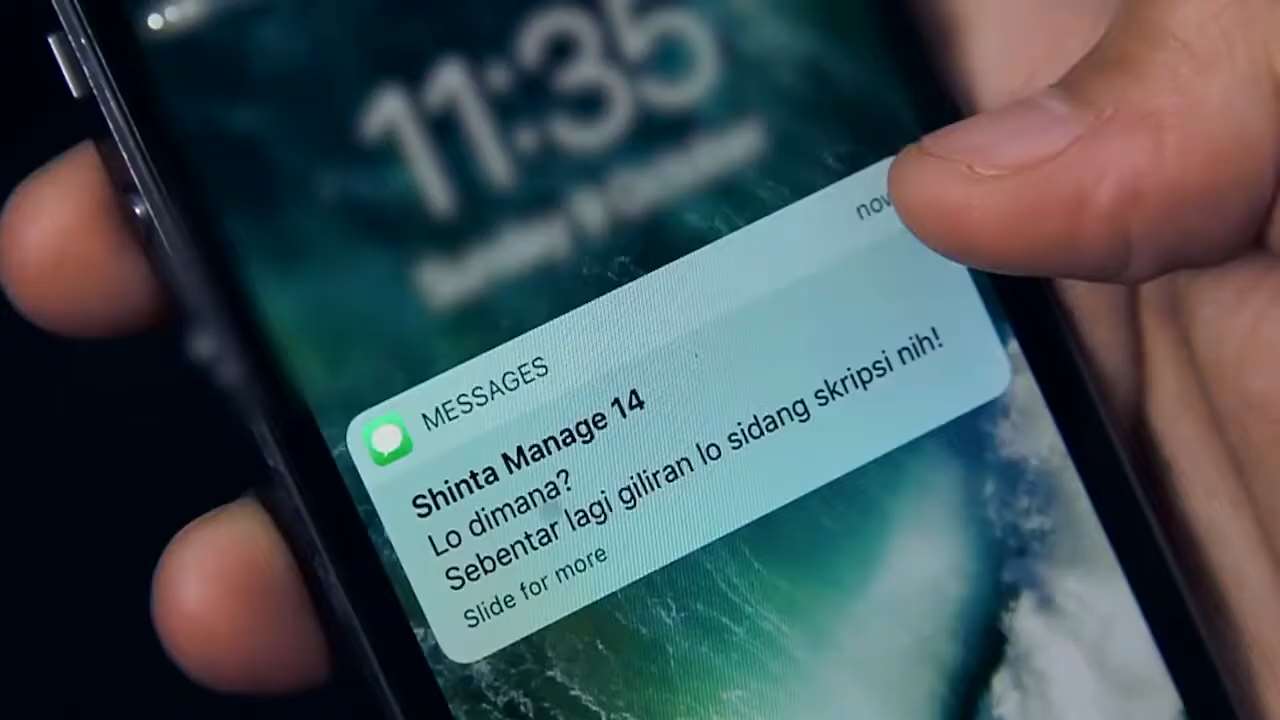 11:35
now
MESSAGES
Shinta Manage 14
Lo dimana?
Sebentar lagi giliran lo sidang skripsi nih!
Slide for more